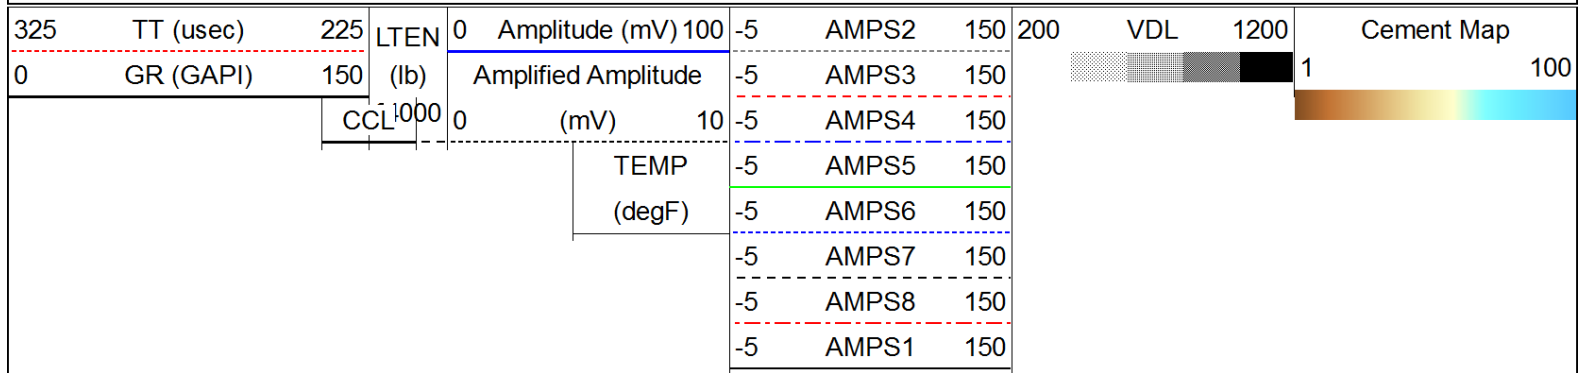 325 TT (usec) 225
LTEN
0 Amplitude (mV) 100
-5 AMPS2 150
200 VDL 1200
Cement Map
0 GR (GAPI) 150
(lb)
Amplified Amplitude
-5 AMPS3 150
1 100
CCL
000
0 (mV) 10
-5 AMPS4 150
TEMP
-5 AMPS5 150
(degF)
-5 AMPS6 150
-5 AMPS7 150
-5 AMPS8 150
-5 AMPS1 150